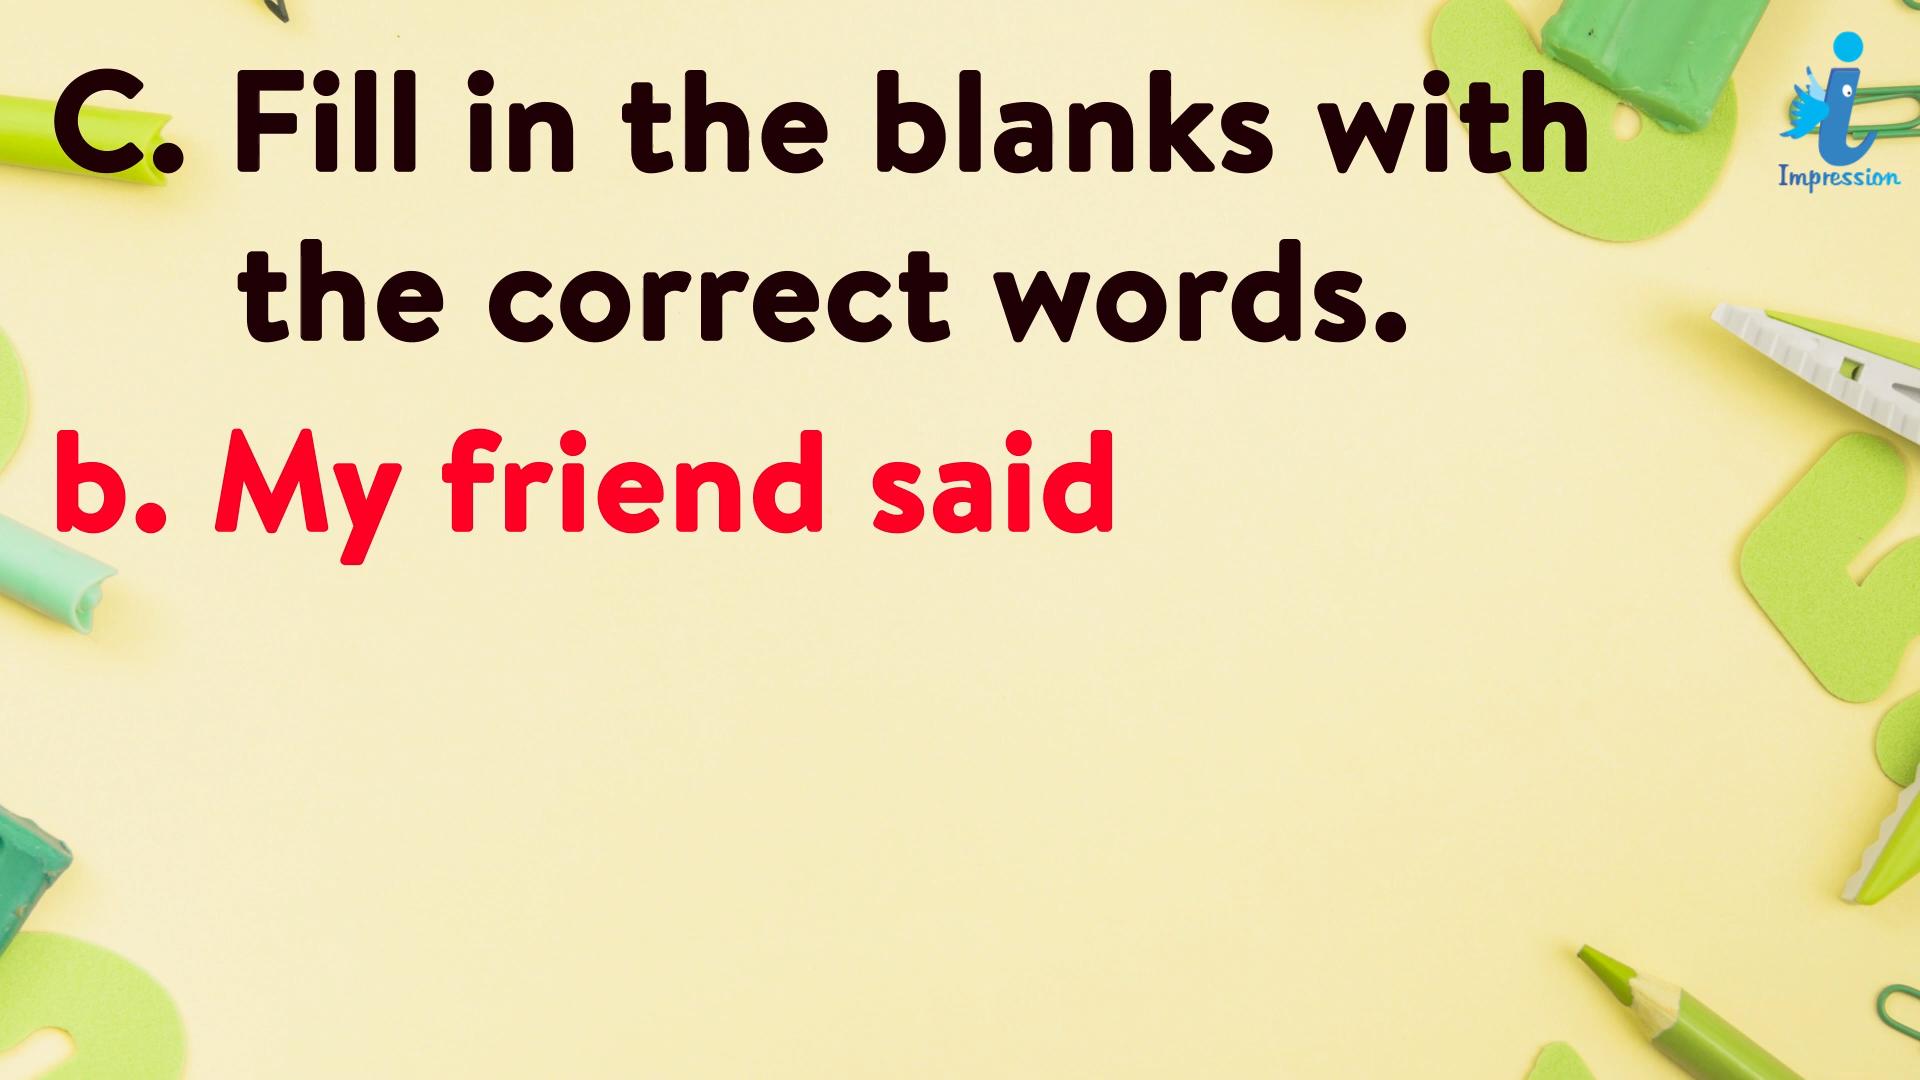 C. Fill in the blanks with
Impression
the correct words.
b. My friend said